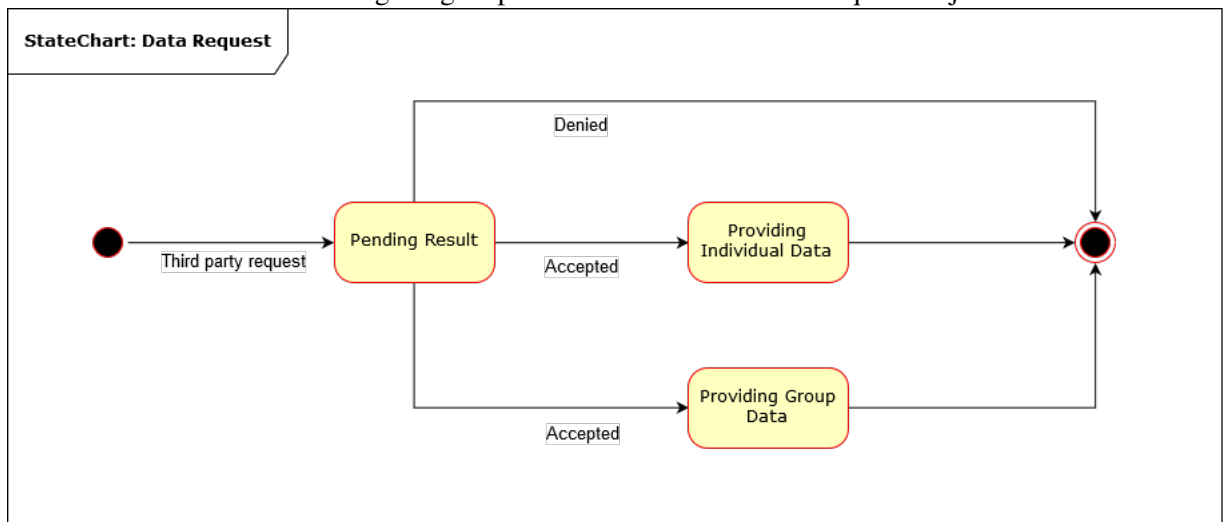 StateChart: Data Request
Denied
Pending Result
Providing
Individual Data
Third party request
Accepted
Providing Group
Data
Accepted